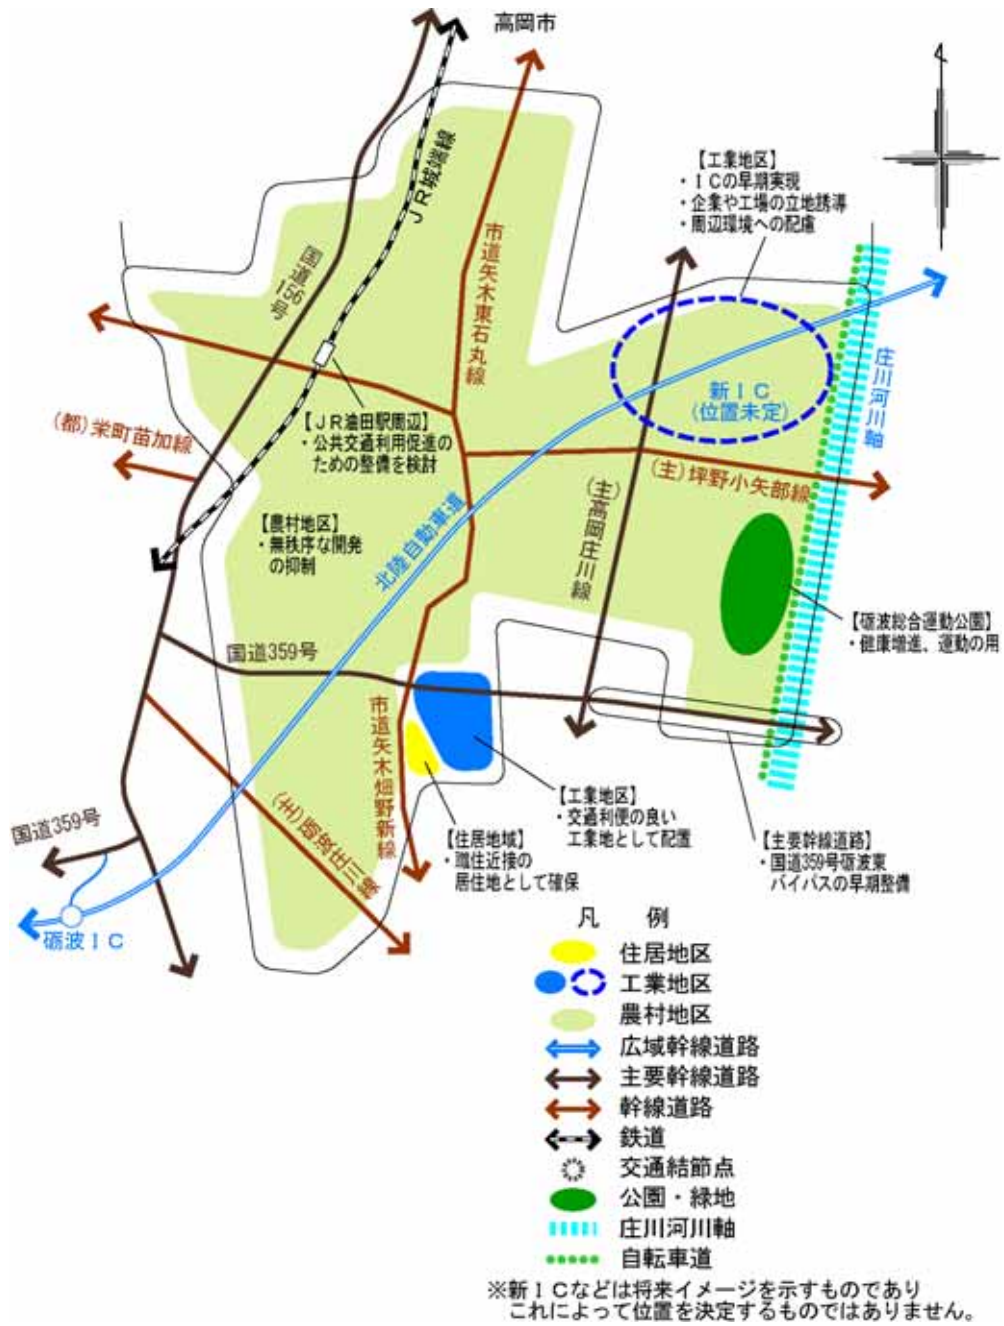 高岡市
JR城端線
国道
156号
市道矢木東石丸線
【工業地区】
・ICの早期実現
・企業や工場の立地誘導
・周辺環境への配慮
庄川河川軸
新IC
(位置未定)
【JR油田駅周辺】
・公共交通利用促進の
ための整備を検討
(都)栄町苗加線
(主)坪野小矢部線
(主)高岡庄川線
【農村地区】
・無秩序な開発
の抑制
北陸自動車道
【砺波総合運動公園】
・健康増進、運動の用
国道359号
市道矢木畑野新線
(主)砺波庄川線
【工業地区】
・交通利便の良い
工業地として配置
【住居地域】
・職住近接の
居住地として確保
【主要幹線道路】
・国道359号砺波東
バイパスの早期整備
国道359号
砺波IC
凡 例
住居地区
工業地区
農村地区
広域幹線道路
主要幹線道路
幹線道路
鉄道
交通結節点
公園・緑地
庄川河川軸
自転車道
※新ICなどは将来イメージを示すものであり
これによって位置を決定するものではありません。